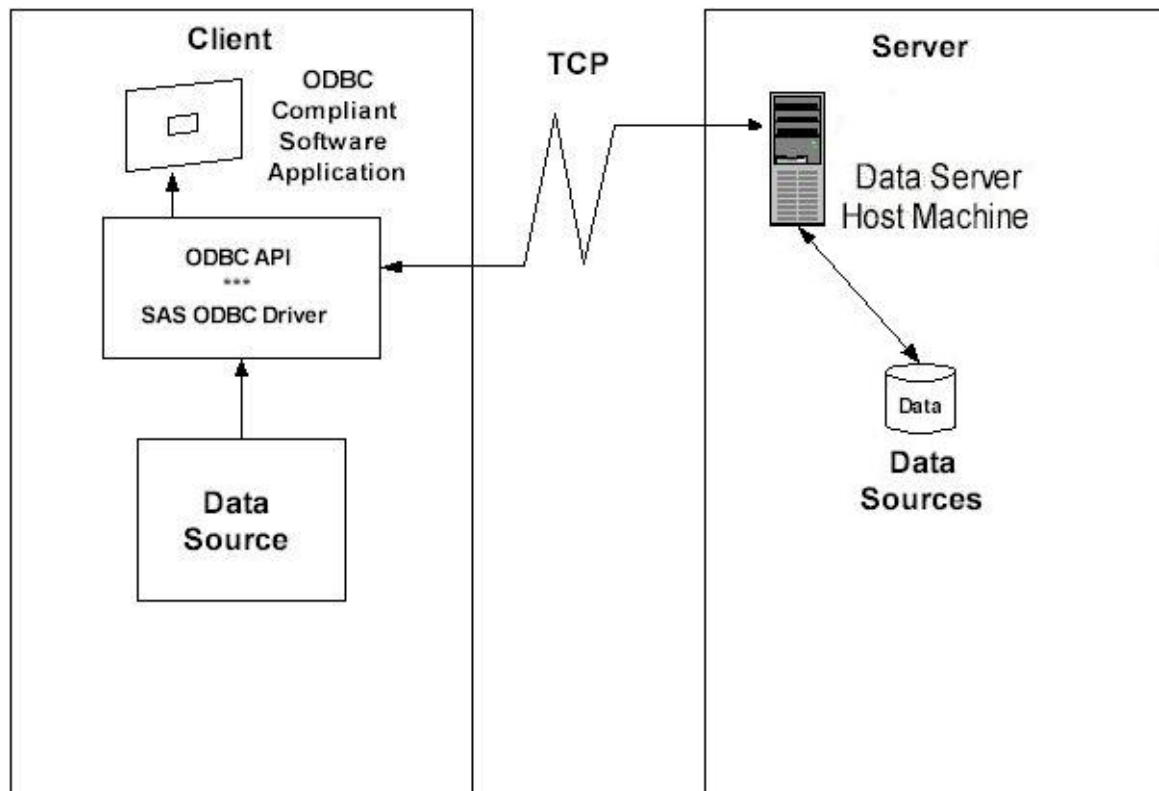 Client
ODBC
Compliant
Software
Application
ODBC API
***
SAS ODBC Driver
Data
Source
TCP
Server
Data Server
Host Machine
Data
Data
Sources